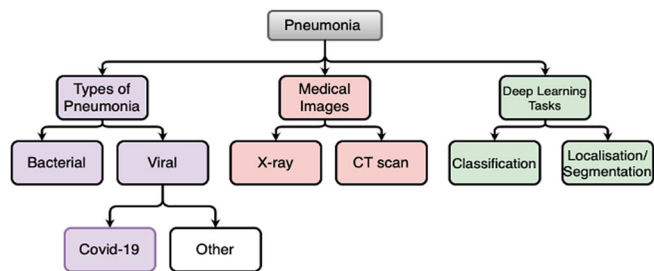 Pneumonia
Types of
Pneumonia
Medical
Images
Deep Learning
Tasks
Bacterial
Viral
X-ray
CT scan
Classification
Localisation/
Segmentation
Covid-19
Other